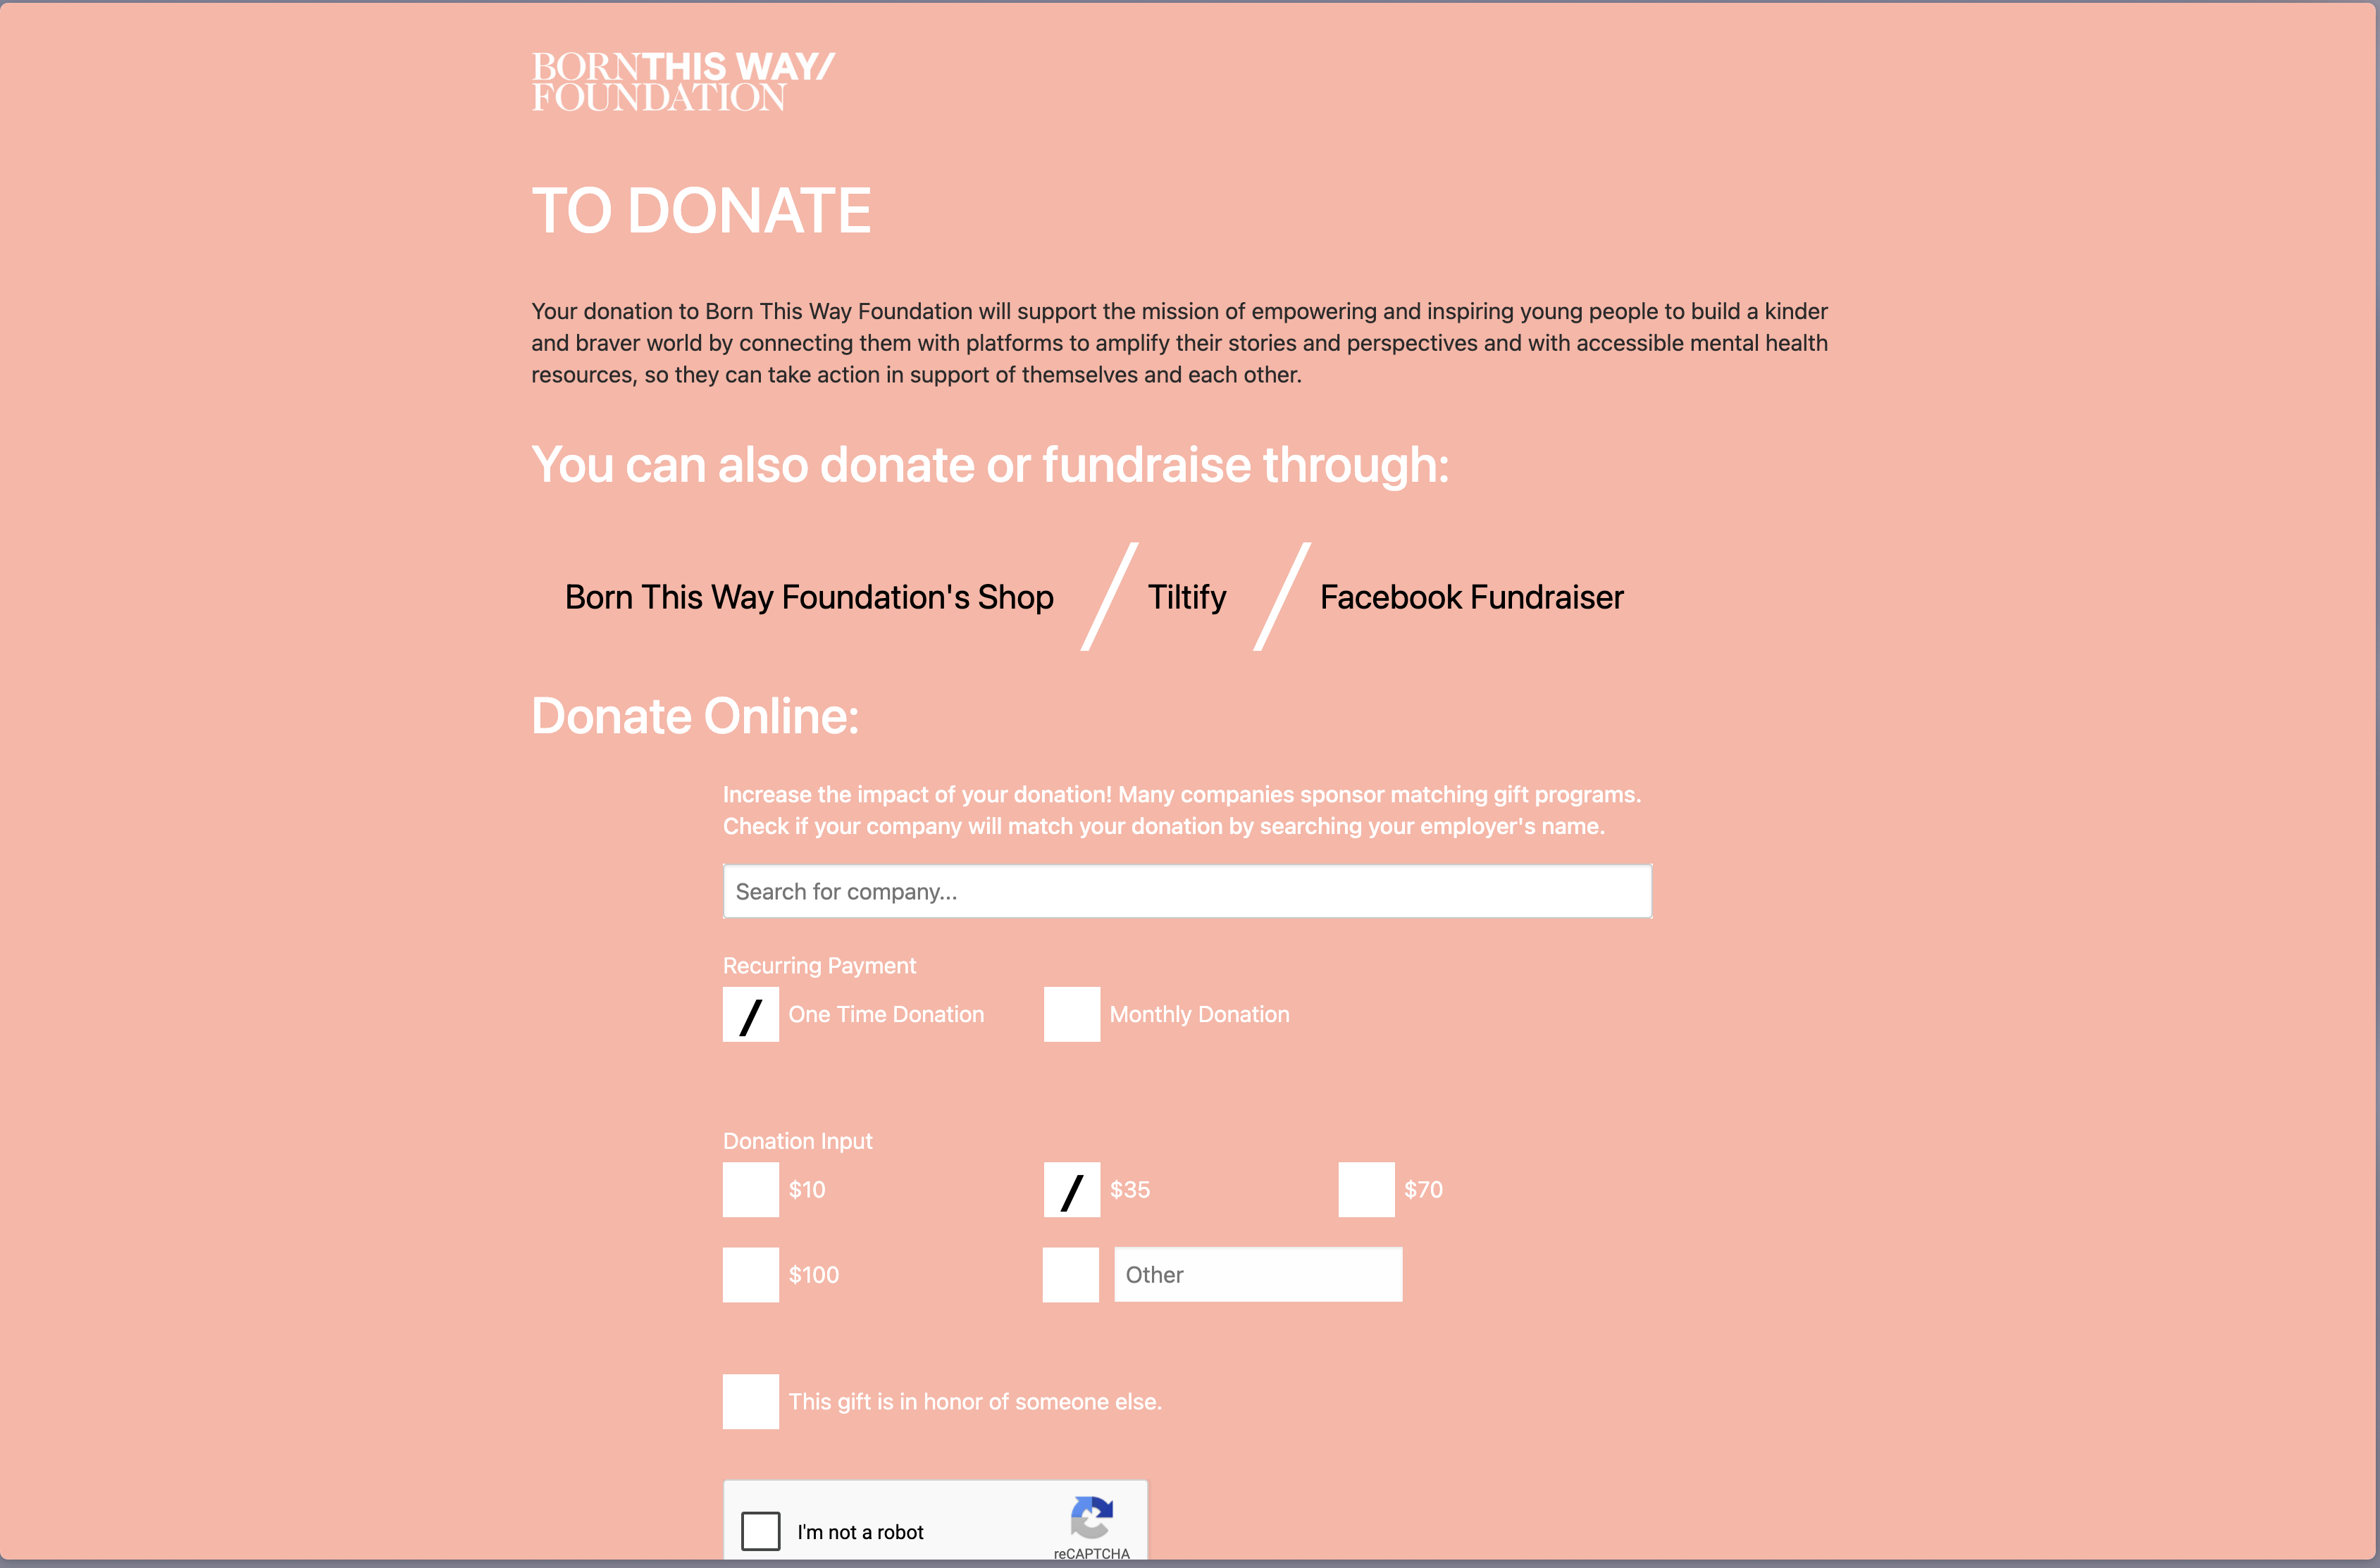 BORNTHIS WAY/
FOUNDATION
TO DONATE
Your donation to Born This Way Foundation will support the mission of empowering and inspiring young people to build a kinder
and braver world by connecting them with platforms to amplify their stories and perspectives and with accessible mental health
resources, so they can take action in support of themselves and each other.
You can also donate or fundraise through:
Born This Way Foundation's Shop / Tiltify / Facebook Fundraiser
Donate Online:
Increase the impact of your donation! Many companies sponsor matching gift programs.
Check if your company will match your donation by searching your employer's name.
Search for company...
Recurring Payment
/ One Time Donation Monthly Donation
Donation Input
$10 / $35 $70
$100 Other
This gift is in honor of someone else.
I'm not a robot
reCAPTCHA